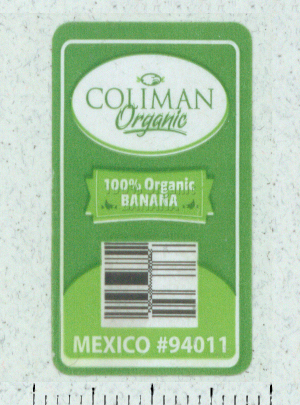 COLIMAN
Organic
100% Organic
BANANA
MEXICO #94011